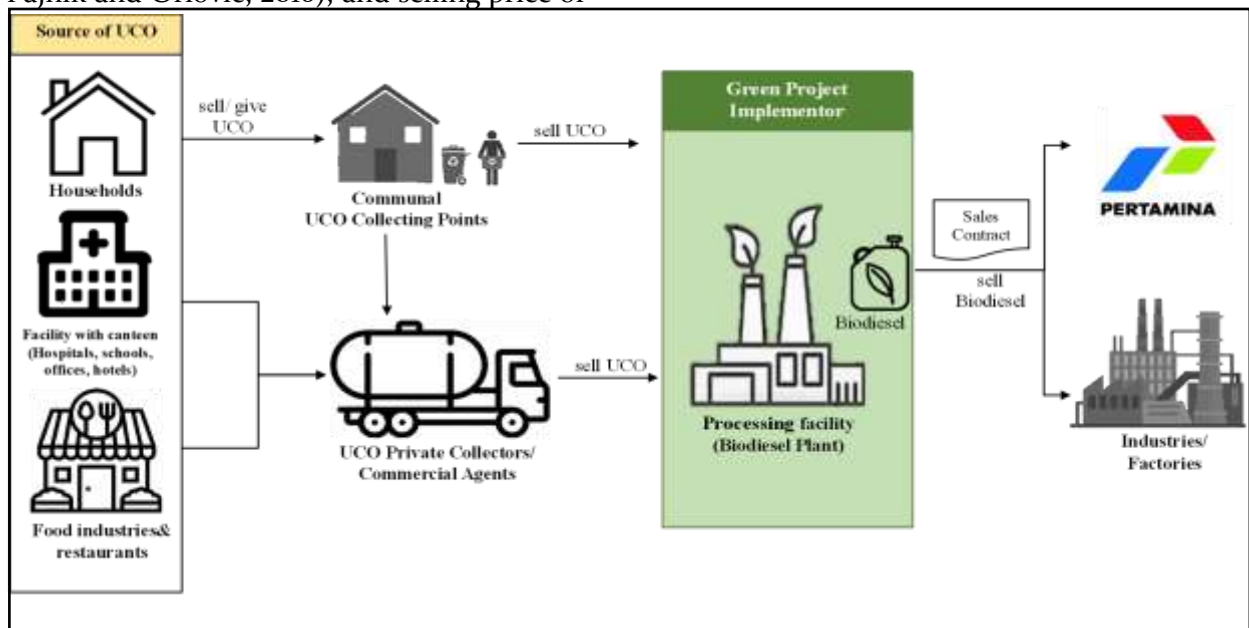 Source of UCO
Households
Facility with canteen
(Hospitals, schools,
offices, hotels)
Food industries&
restaurants
sell/ give
UCO
Communal
UCO Collecting Points
sell UCO
UCO Private Collectors/
Commercial Agents
sell UCO
Green Project
Implementor
Biodiesel
Processing facility
(Biodiesel Plant)
Sales
Contract
sell
Biodiesel
PERTAMINA
Industries/
Factories